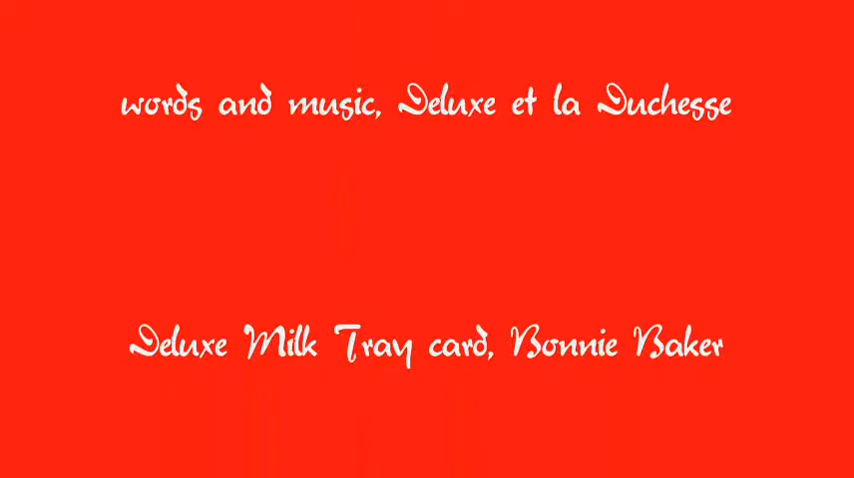 words and music, Deluxe et la Duchesse
Deluxe Milk Tray card, Bonnie Baker